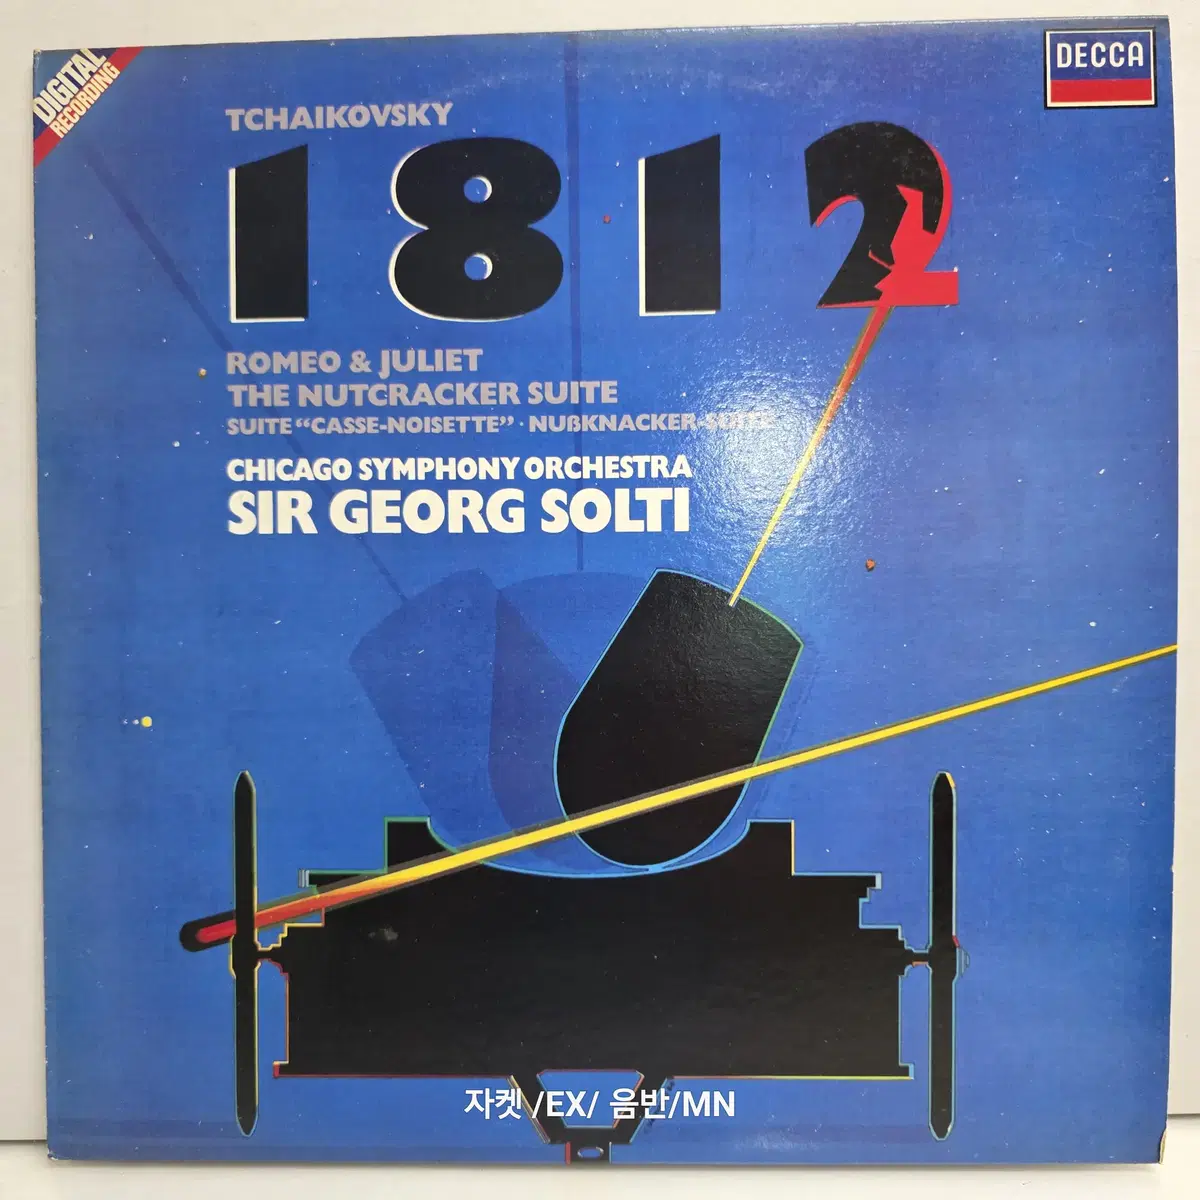 DIGITAL
RECORDING
DECCA
TCHAIKOVSKY
1812
ROMEO & JULIET
THE NUTCRACKER SUITE
SUITE “CASSE-NOISETTE” · NUßKNACKER-SUITE
CHICAGO SYMPHONY ORCHESTRA
SIR GEORG SOLTI
자켓 /EX/ 음반/MN